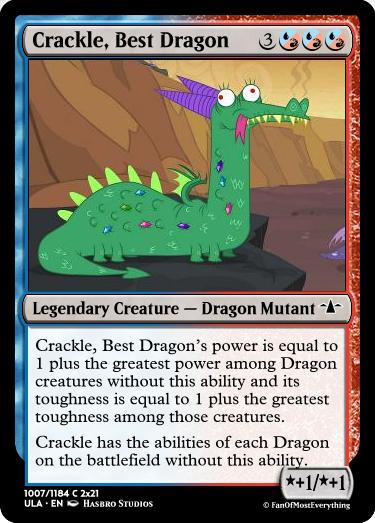 Crackle, Best Dragon 3
Legendary Creature — Dragon Mutant
Crackle, Best Dragon's power is equal to
1 plus the greatest power among Dragon
creatures without this ability and its
toughness is equal to 1 plus the greatest
toughness among those creatures.
Crackle has the abilities of each Dragon
on the battlefield without this ability.
★+1/★+1
1007/1184 C 2x21
ULA • EN Hasbro Studios
© FanOfMostEverything